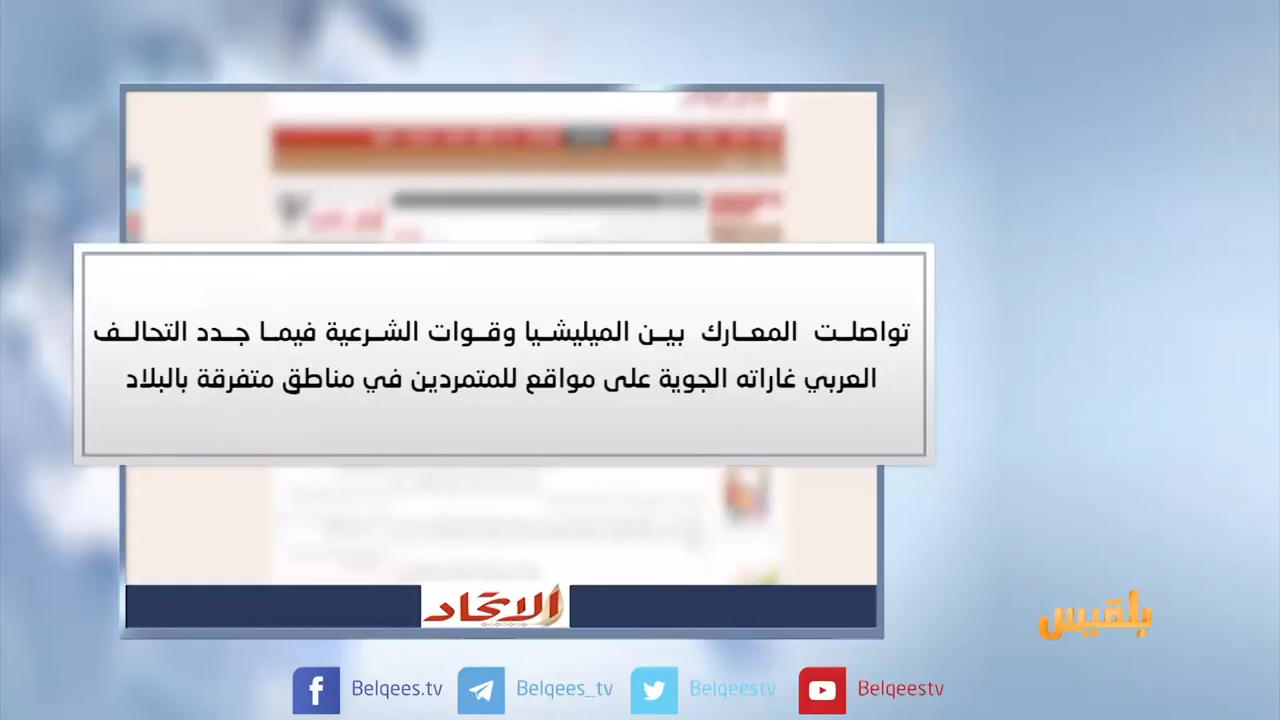 تواصلت المعارك بين الميليشيا وقوات الشرعية فيما جدد التحالف
العربي غاراته الجوية على مواقع للمتمردين في مناطق متفرقة بالبلاد
الاتحاد
بلقيس
Belqees.tv Belqees_tv Belqeestv Belqeestv